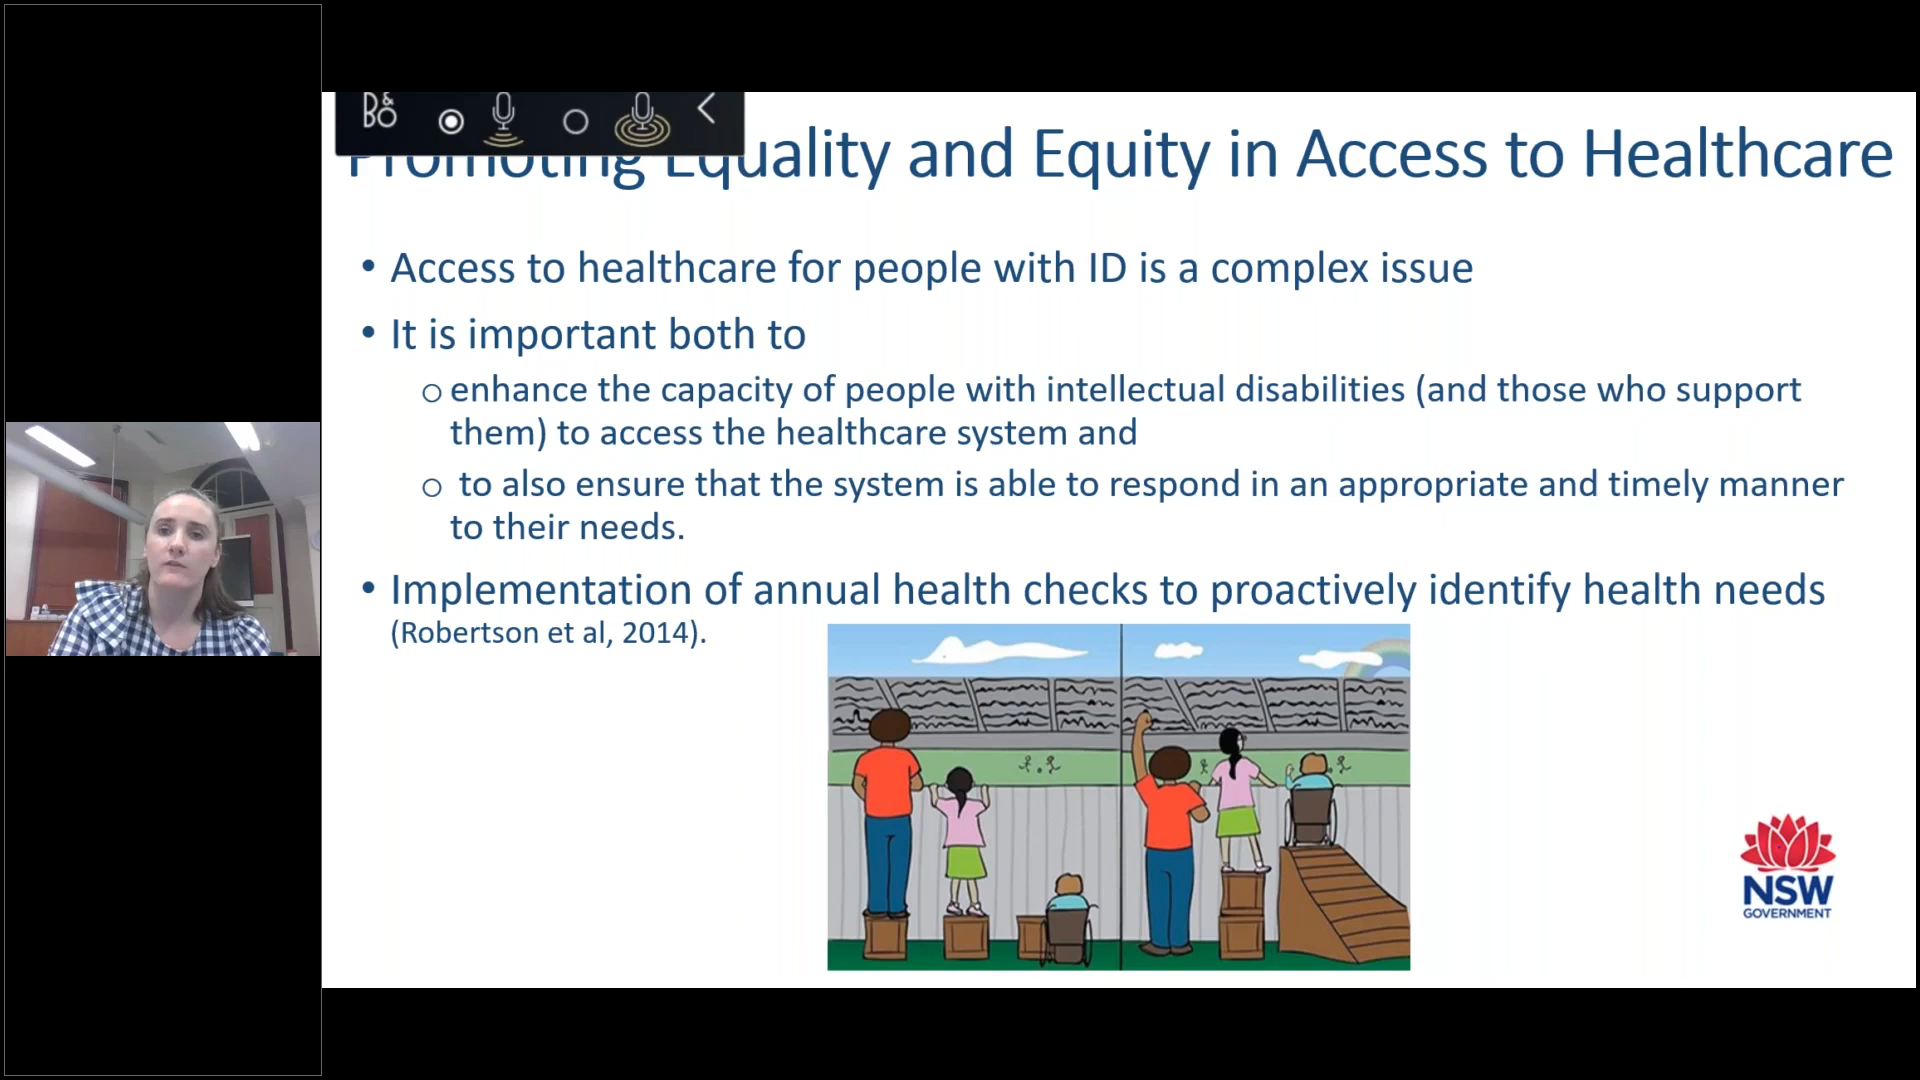 B&O
Promoting Equality and Equity in Access to Healthcare
• Access to healthcare for people with ID is a complex issue
• It is important both to
o enhance the capacity of people with intellectual disabilities (and those who support
them) to access the healthcare system and
o to also ensure that the system is able to respond in an appropriate and timely manner
to their needs.
• Implementation of annual health checks to proactively identify health needs
(Robertson et al, 2014).
NSW
GOVERNMENT